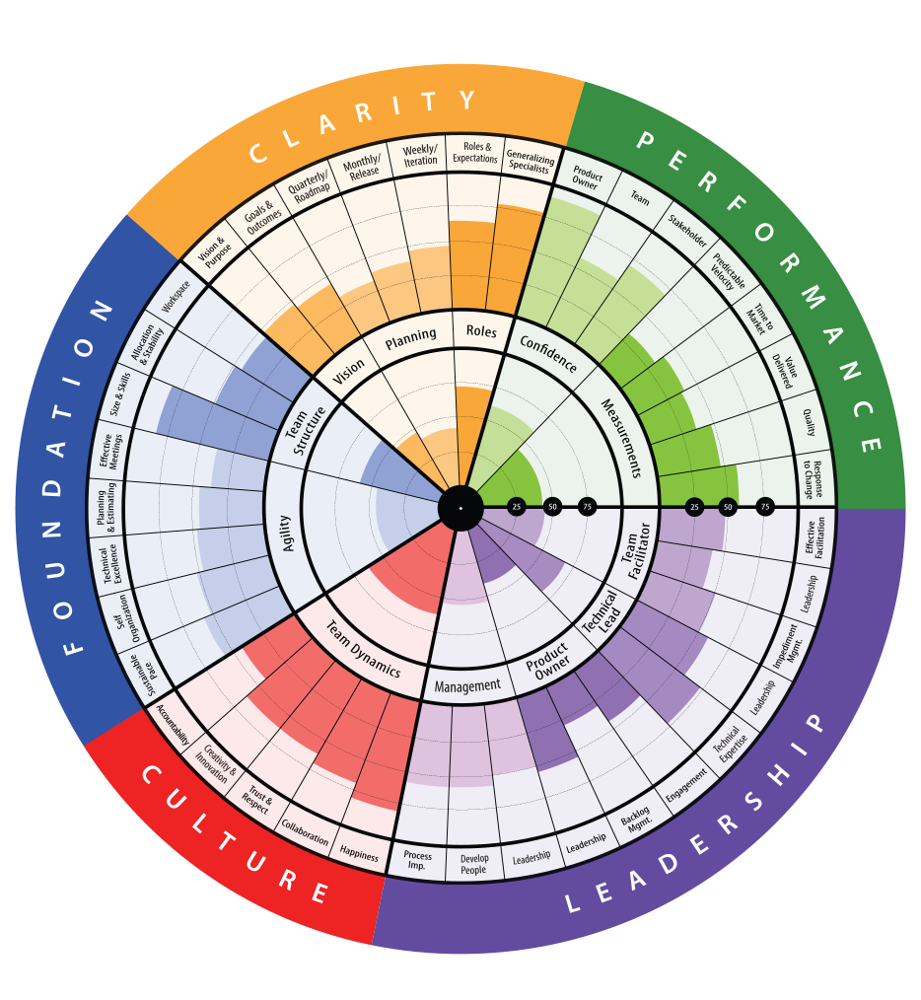 CLARITY
PERFORMANCE
LEADERSHIP
CULTURE
FOUNDATION
Vision &
Purpose
Goals &
Outcomes
Quarterly/
Roadmap
Monthly/
Release
Weekly/
Iteration
Roles &
Expectations
Generalizing
Specialists
Product
Owner
Team
Stakeholder
Predictable
Velocity
Time to
Market
Value
Delivered
Quality
Response
to Change
Effective
Facilitation
Leadership
Impediment
Mgmt.
Leadership
Technical
Expertise
Engagement
Backlog
Mgmt.
Leadership
Leadership
Develop
People
Process
Imp.
Happiness
Collaboration
Trust &
Respect
Creativity &
Innovation
Accountability
Sustainable
Pace
Self
Organization
Technical
Excellence
Planning
& Estimating
Effective
Meetings
Size & Skills
Allocation
& Stability
Workspace
Vision
Planning
Roles
Confidence
Measurements
Team
Facilitator
Technical
Lead
Product
Owner
Management
Team Dynamics
Agility
Team
Structure
25
50
75
25
50
75